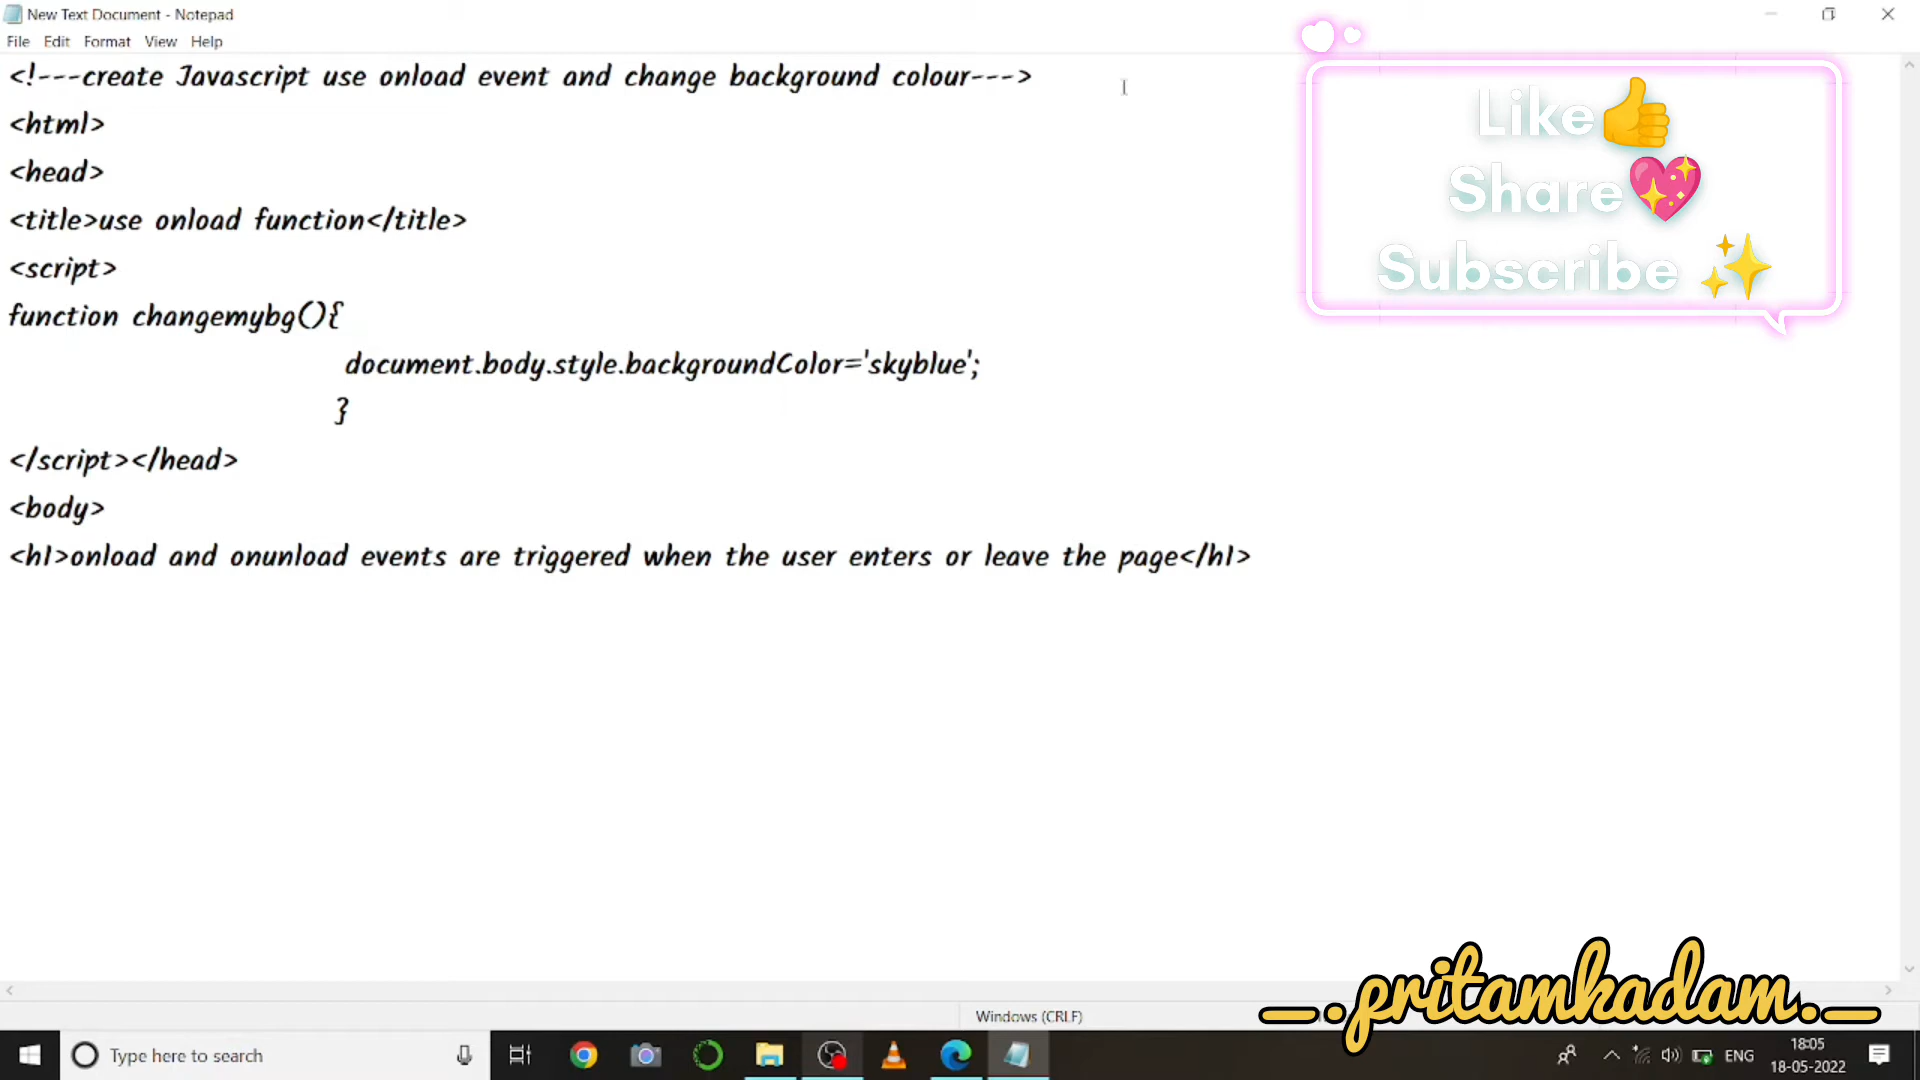 New Text Document - Notepad
File Edit Format View Help
<!---create Javascript use onload event and change background colour--->
<html>
<head>
<title>use onload function</title>
<script>
function changemybg(){
document.body.style.backgroundColor='skyblue';
}
</script></head>
<body>
<h1>onload and onunload events are triggered when the user enters or leave the page</h1>
Like👍
Share💖
Subscribe ✨
Windows (CRLF)
_.pritamkadam._
Type here to search
ENG
18:05
18-05-2022